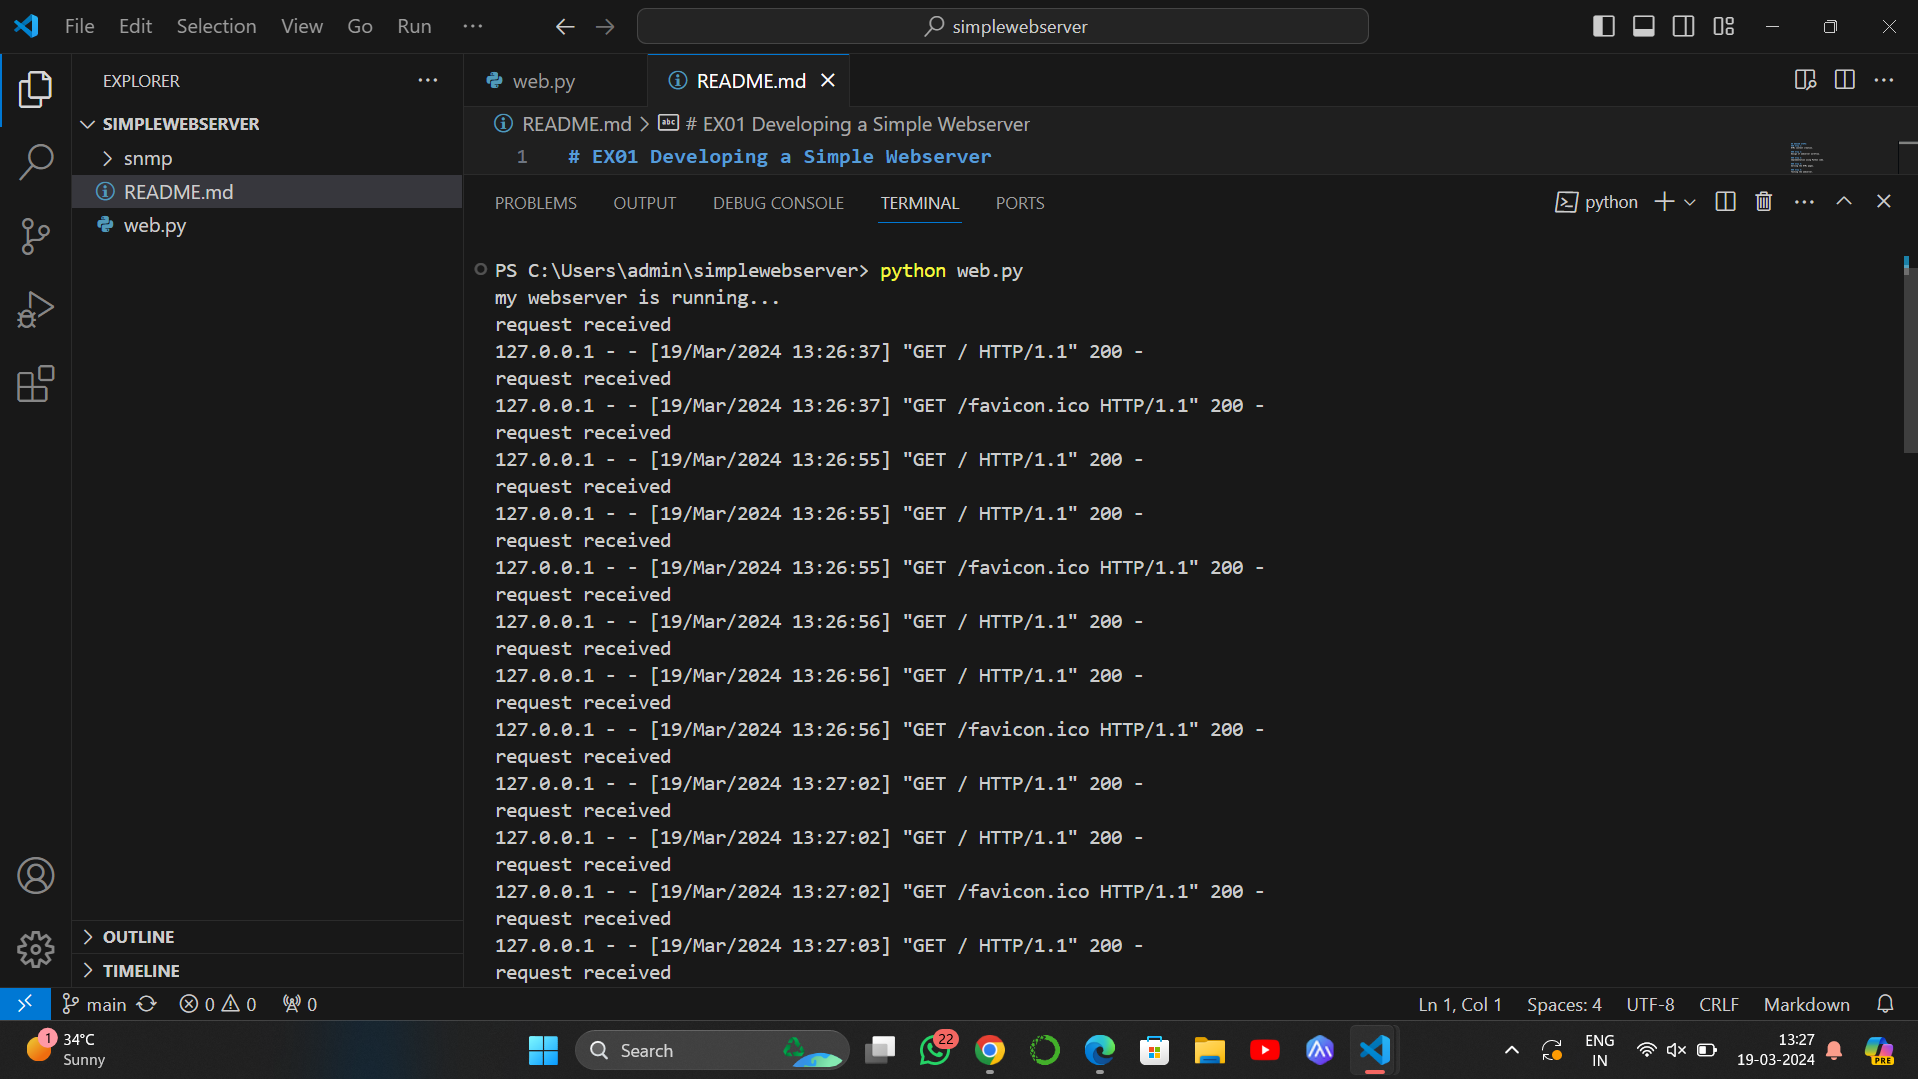 File Edit Selection View Go Run ··· simplewebserver
EXPLORER ···
SIMPLEWEBSERVER
snmp
README.md
web.py
OUTLINE
TIMELINE
web.py README.md
README.md > # EX01 Developing a Simple Webserver
1 # EX01 Developing a Simple Webserver
PROBLEMS OUTPUT DEBUG CONSOLE TERMINAL PORTS python
PS C:\Users\admin\simplewebserver> python web.py
my webserver is running...
request received
127.0.0.1 - - [19/Mar/2024 13:26:37] "GET / HTTP/1.1" 200 -
request received
127.0.0.1 - - [19/Mar/2024 13:26:37] "GET /favicon.ico HTTP/1.1" 200 -
request received
127.0.0.1 - - [19/Mar/2024 13:26:55] "GET / HTTP/1.1" 200 -
request received
127.0.0.1 - - [19/Mar/2024 13:26:55] "GET / HTTP/1.1" 200 -
request received
127.0.0.1 - - [19/Mar/2024 13:26:55] "GET /favicon.ico HTTP/1.1" 200 -
request received
127.0.0.1 - - [19/Mar/2024 13:26:56] "GET / HTTP/1.1" 200 -
request received
127.0.0.1 - - [19/Mar/2024 13:26:56] "GET / HTTP/1.1" 200 -
request received
127.0.0.1 - - [19/Mar/2024 13:26:56] "GET /favicon.ico HTTP/1.1" 200 -
request received
127.0.0.1 - - [19/Mar/2024 13:27:02] "GET / HTTP/1.1" 200 -
request received
127.0.0.1 - - [19/Mar/2024 13:27:02] "GET / HTTP/1.1" 200 -
request received
127.0.0.1 - - [19/Mar/2024 13:27:02] "GET /favicon.ico HTTP/1.1" 200 -
request received
127.0.0.1 - - [19/Mar/2024 13:27:03] "GET / HTTP/1.1" 200 -
request received
main 0 0 0 Ln 1, Col 1 Spaces: 4 UTF-8 CRLF Markdown
1 34°C
Sunny
Search
22
ENG
IN
13:27
19-03-2024
PRE